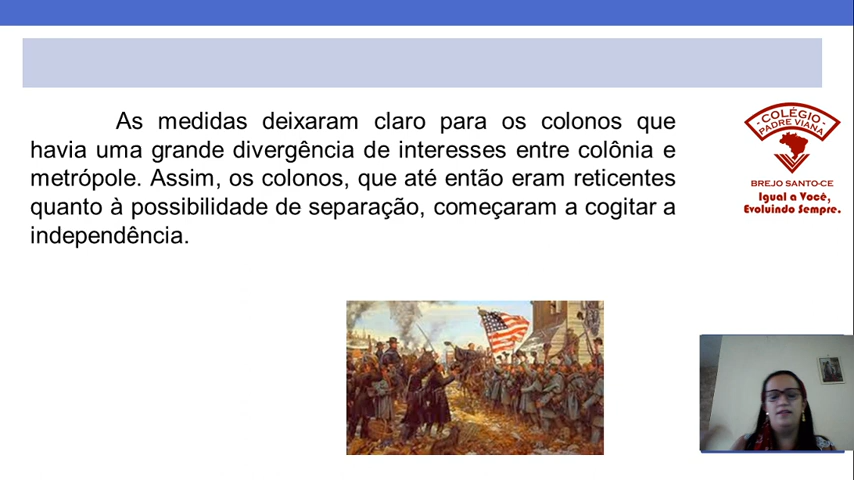 As medidas deixaram claro para os colonos que
havia uma grande divergência de interesses entre colônia e
metrópole. Assim, os colonos, que até então eram reticentes
quanto à possibilidade de separação, começaram a cogitar a
independência.
COLÉGIO
PADRE VIANA
BREJO SANTO-CE
Igual a Você,
Evoluindo Sempre.